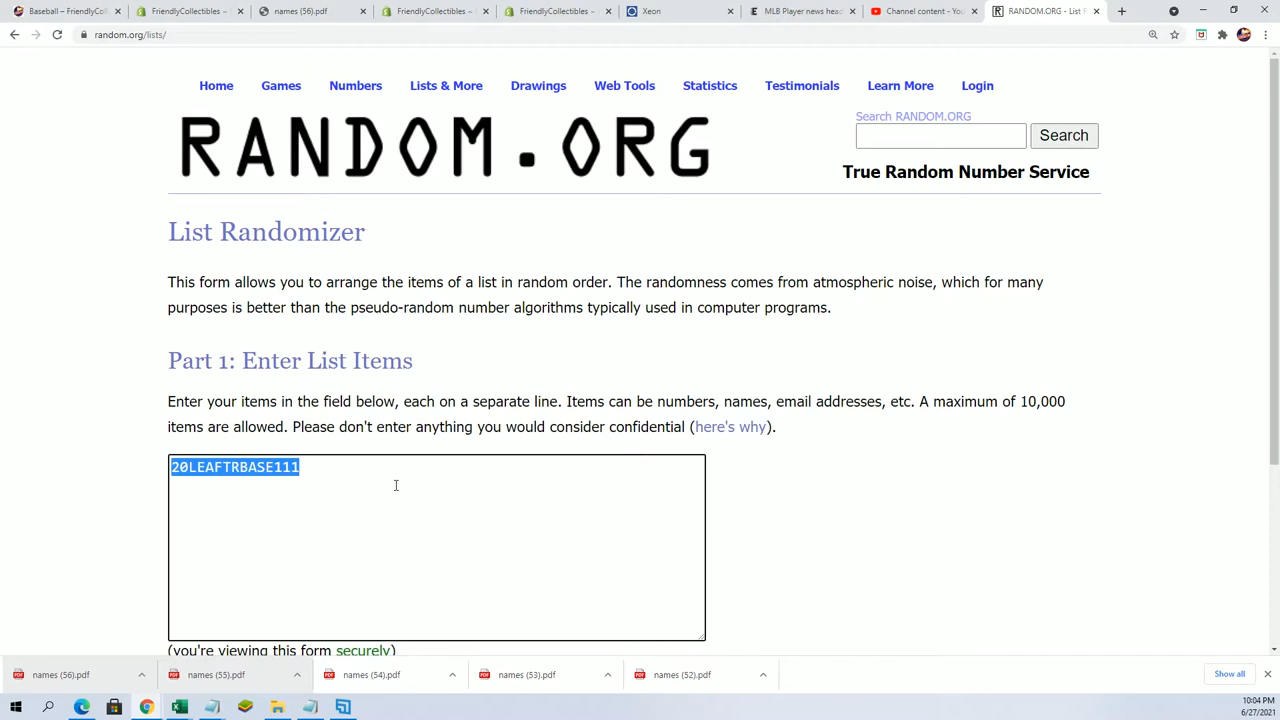 Baseball – FriendlyCollectibl
FriendlyCollectibles –
names (56).pdf
FriendlyCollectibles –
FriendlyCollectibles –
Xeon
MLB Player news head
Channel content - You
RANDOM.ORG - List R
random.org/lists/
Home Games Numbers Lists & More Drawings Web Tools Statistics Testimonials Learn More Login
RANDOM.ORG
Search RANDOM.ORG
Search
True Random Number Service
List Randomizer
This form allows you to arrange the items of a list in random order. The randomness comes from atmospheric noise, which for many
purposes is better than the pseudo-random number algorithms typically used in computer programs.
Part 1: Enter List Items
Enter your items in the field below, each on a separate line. Items can be numbers, names, email addresses, etc. A maximum of 10,000
items are allowed. Please don't enter anything you would consider confidential (here's why).
20LEAFTRBASE111
(you're viewing this form securely)
names (56).pdf
names (55).pdf
names (54).pdf
names (53).pdf
names (52).pdf
Show all
10:04 PM
6/27/2021